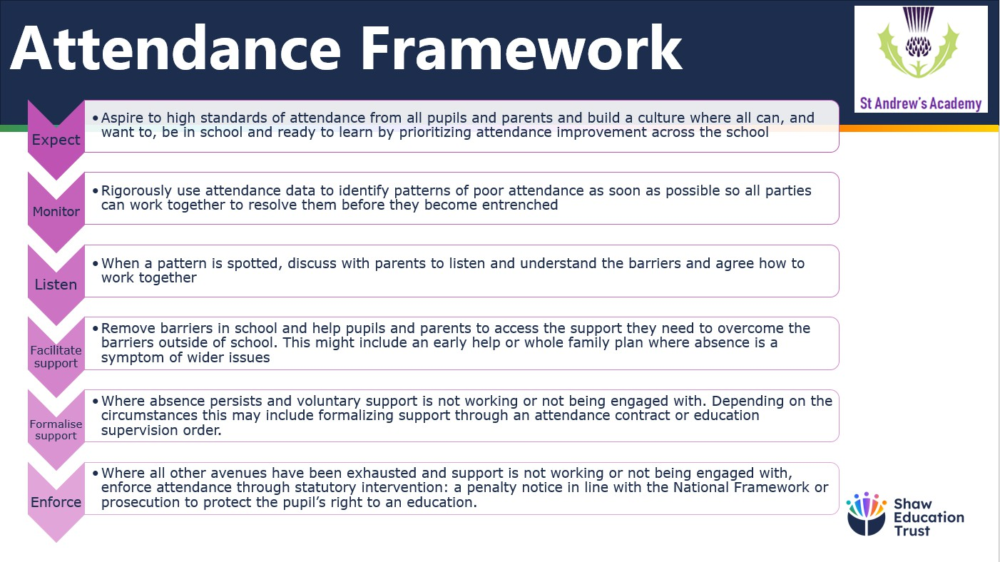 Attendance Framework
St Andrew's Academy
Expect
•Aspire to high standards of attendance from all pupils and parents and build a culture where all can, and
want to, be in school and ready to learn by prioritizing attendance improvement across the school
Monitor
•Rigorously use attendance data to identify patterns of poor attendance as soon as possible so all parties
can work together to resolve them before they become entrenched
Listen
•When a pattern is spotted, discuss with parents to listen and understand the barriers and agree how to
work together
Facilitate
support
•Remove barriers in school and help pupils and parents to access the support they need to overcome the
barriers outside of school. This might include an early help or whole family plan where absence is a
symptom of wider issues
Formalise
support
•Where absence persists and voluntary support is not working or not being engaged with. Depending on the
circumstances this may include formalizing support through an attendance contract or education
supervision order.
Enforce
•Where all other avenues have been exhausted and support is not working or not being engaged with,
enforce attendance through statutory intervention: a penalty notice in line with the National Framework or
prosecution to protect the pupil’s right to an education.
Shaw
Education
Trust